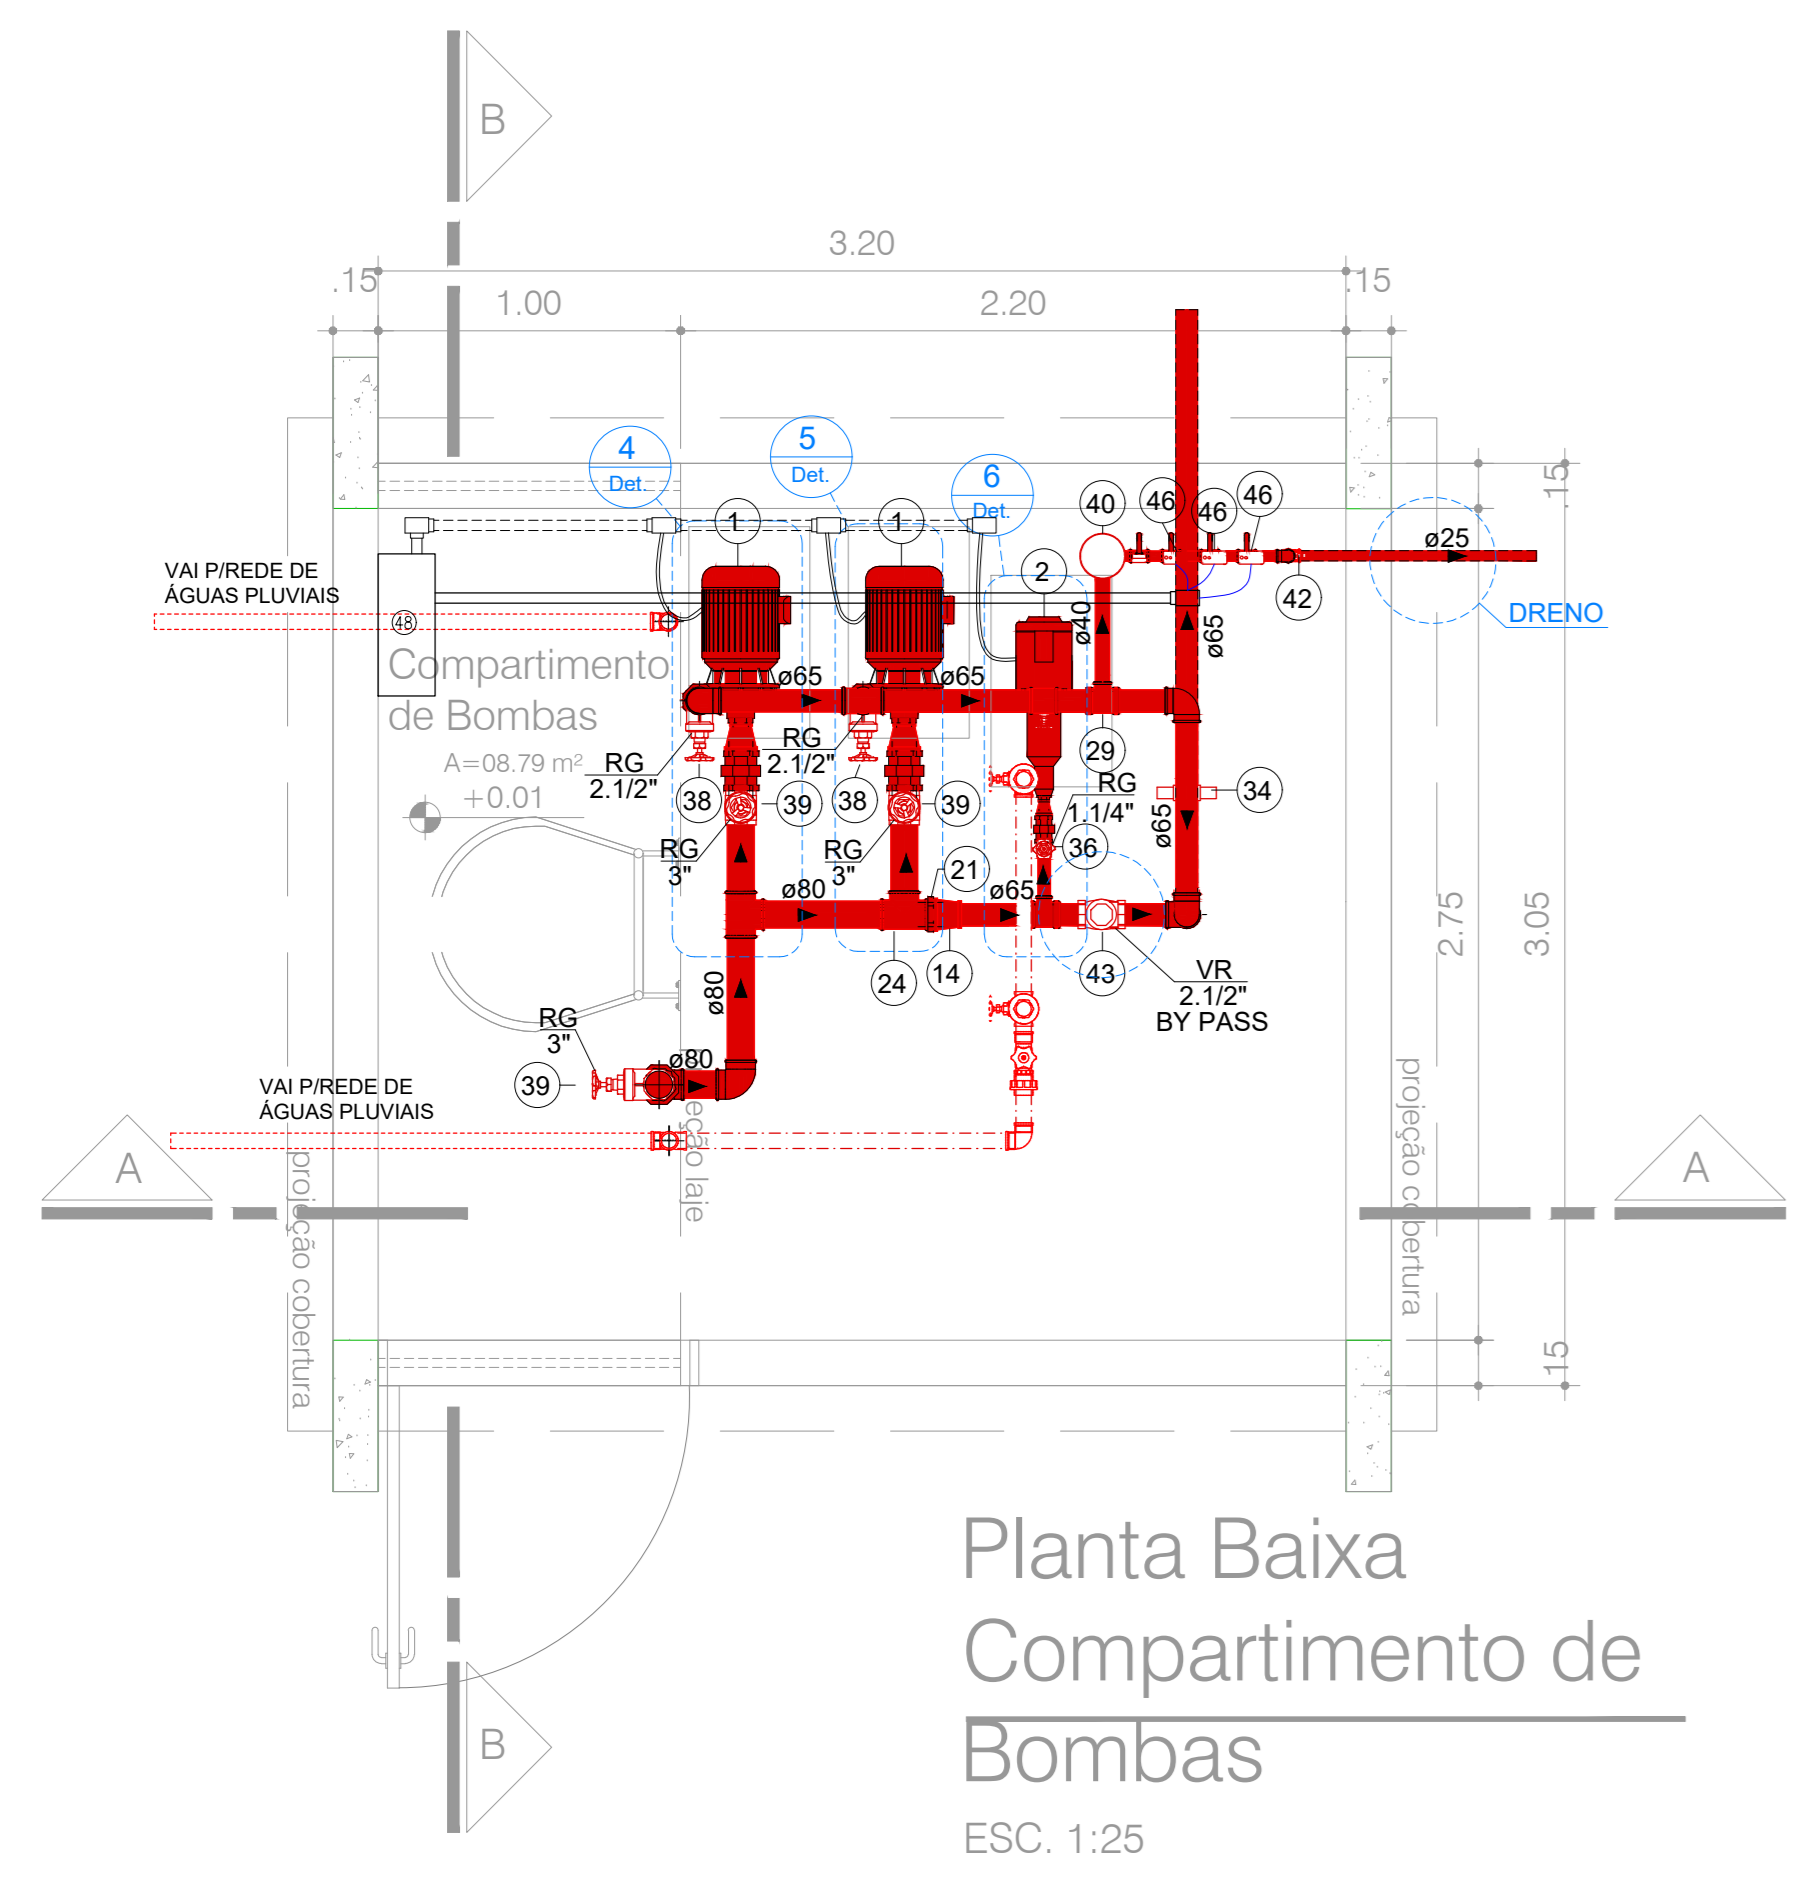 B
3.20
.15
.15
1.00
2.20
4
Det.
5
Det.
6
Det.
1
1
2
40
46
46
46
.15
ø25
42
DRENO
VAI P/REDE DE
ÁGUAS PLUVIAIS
48
ø40
ø65
Compartimento
de Bombas
A=08.79 m²
+0.01
ø65
ø65
RG
2.1/2"
RG
2.1/2"
29
RG
1.1/4"
34
38
39
38
39
36
ø65
RG
3"
RG
3"
21
ø80
ø65
2.75
3.05
24
14
43
VR
2.1/2"
BY PASS
ø80
RG
3"
ø80
39
VAI P/REDE DE
ÁGUAS PLUVIAIS
A
A
projeção cobertura
eção laje
projeção cobertura
15
B
Planta Baixa
Compartimento de
Bombas
ESC. 1:25